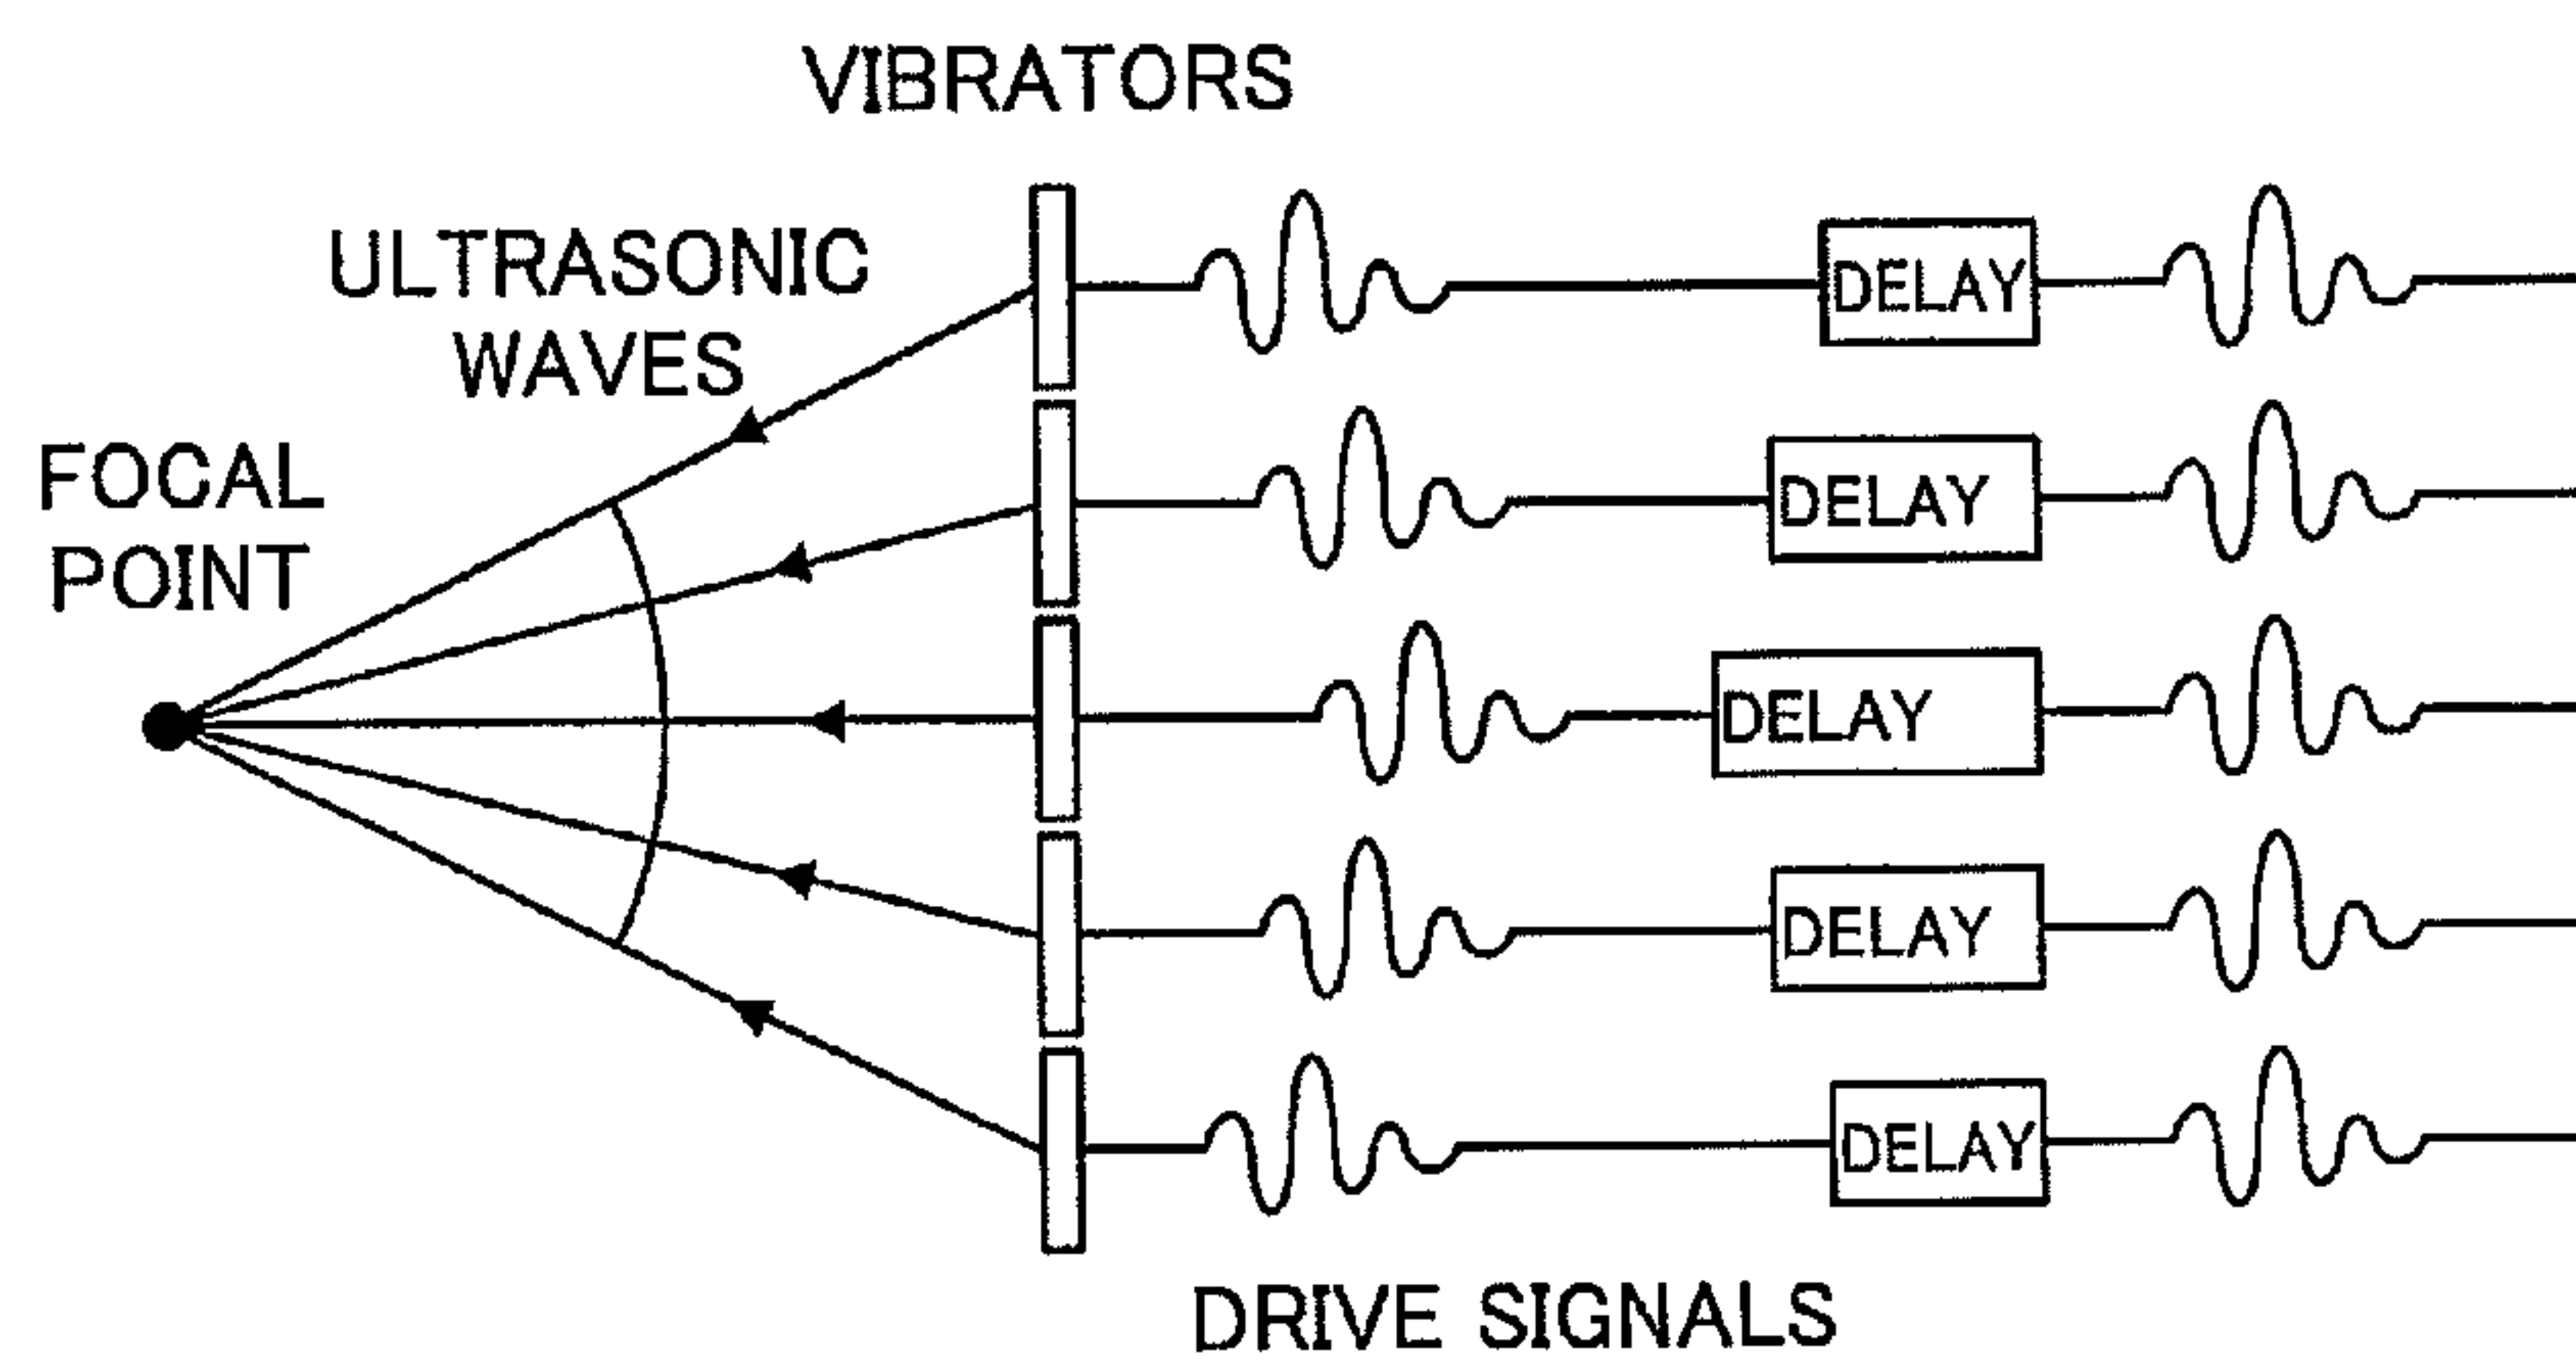 VIBRATORS
ULTRASONIC
WAVES
FOCAL
POINT
DELAY
DELAY
DELAY
DELAY
DELAY
DRIVE SIGNALS